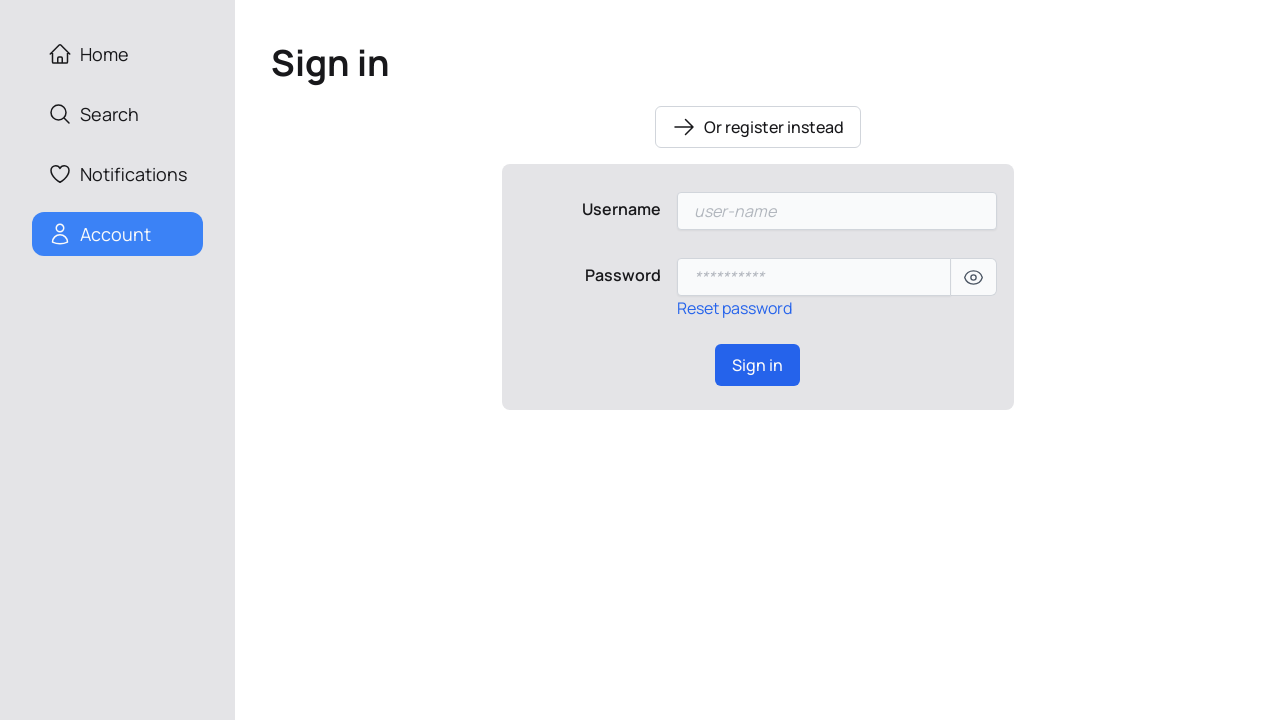 Home
Search
Notifications
Account
Sign in
Or register instead
Username
user-name
Password
**********
Reset password
Sign in